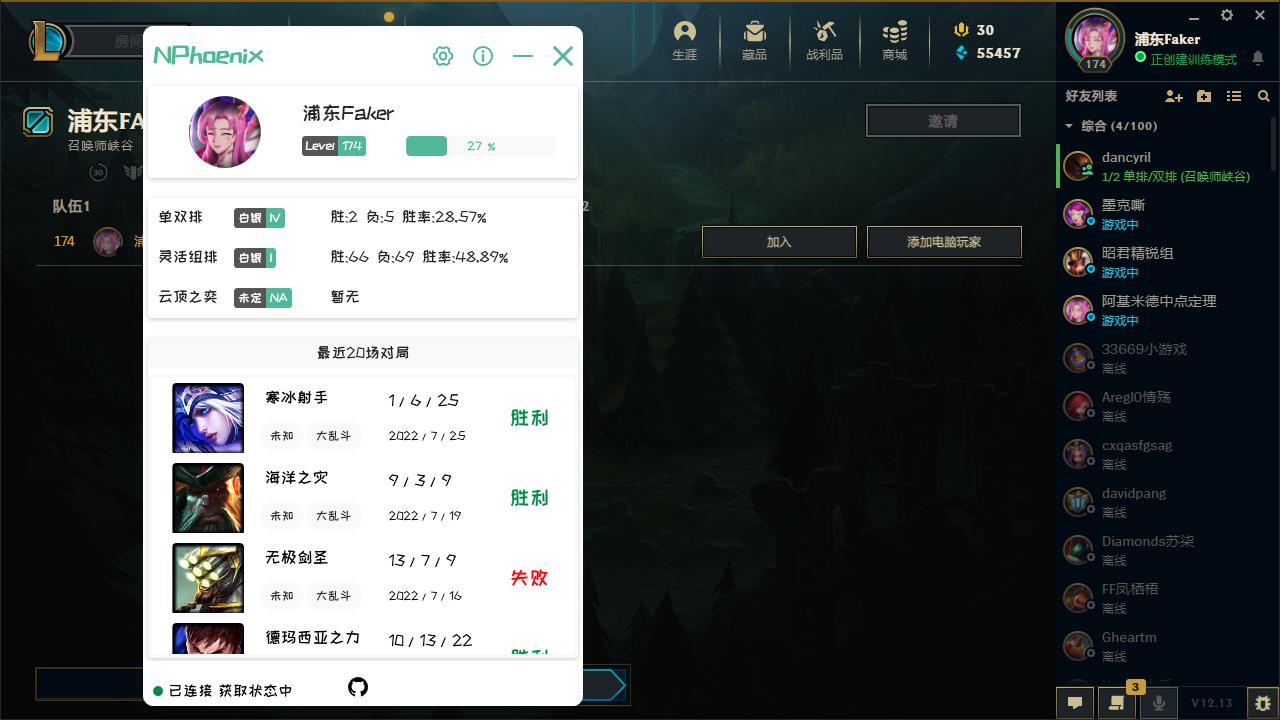 NPhoenix
浦东Faker
Level 174
27 %
单双排 白银 IV 胜:2 负:5 胜率:28.57%
灵活组排 白银 I 胜:66 负:69 胜率:48.89%
云顶之弈 未定 NA 暂无
最近20场对局
寒冰射手 1 / 6 / 25
未知 大乱斗 2022 / 7 / 25
胜利
海洋之灾 9 / 3 / 9
未知 大乱斗 2022 / 7 / 19
胜利
无极剑圣 13 / 7 / 9
未知 大乱斗 2022 / 7 / 16
失败
德玛西亚之力 10 / 13 / 22
胜利
已连接 获取状态中
房间
浦东FA
召唤师峡谷
30
队伍1
174 浦
2
生涯
藏品
战利品
商城
30
55457
邀请
加入
添加电脑玩家
浦东Faker
174
正创建训练模式
好友列表
综合 (4/100)
dancyril
1/2 单排/双排 (召唤师峡谷)
墨克嘶
游戏中
昭君精锐组
游戏中
阿基米德中点定理
游戏中
33669小游戏
离线
Aregl0情殇
离线
cxqasfgsag
离线
davidpang
离线
Diamonds苏柒
离线
FF凤栖梧
离线
Gheartm
离线
3
V12.13